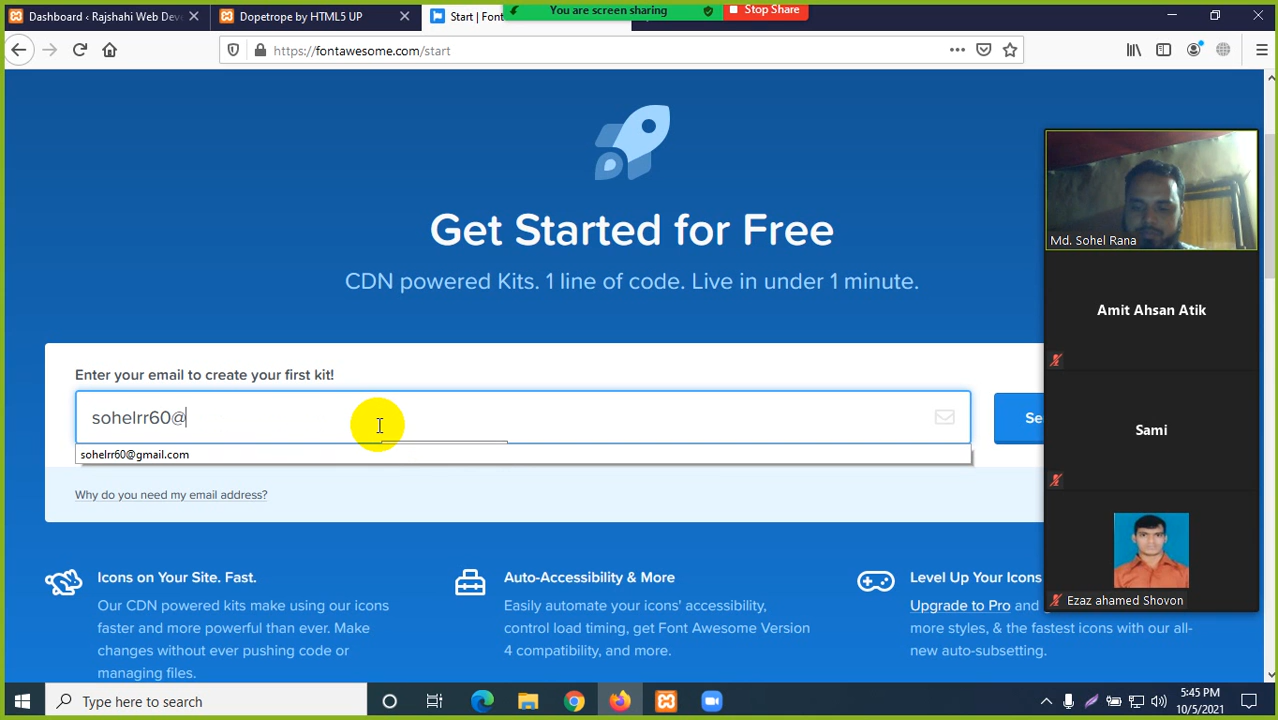 Dashboard ‹ Rajshahi Web Dev
Dopetrope by HTML5 UP
Start | Font
You are screen sharing
Stop Share
https://fontawesome.com/start
Get Started for Free
CDN powered Kits. 1 line of code. Live in under 1 minute.
Enter your email to create your first kit!
sohelrr60@
Se
sohelrr60@gmail.com
Why do you need my email address?
Icons on Your Site. Fast.
Our CDN powered kits make using our icons
faster and more powerful than ever. Make
changes without ever pushing code or
managing files.
Auto-Accessibility & More
Easily automate your icons' accessibility,
control load timing, get Font Awesome Version
4 compatibility, and more.
Level Up Your Icons
Upgrade to Pro and
more styles, & the fastest icons with our all-
new auto-subsetting.
Md. Sohel Rana
Amit Ahsan Atik
Sami
Ezaz ahamed Shovon
Type here to search
5:45 PM
10/5/2021